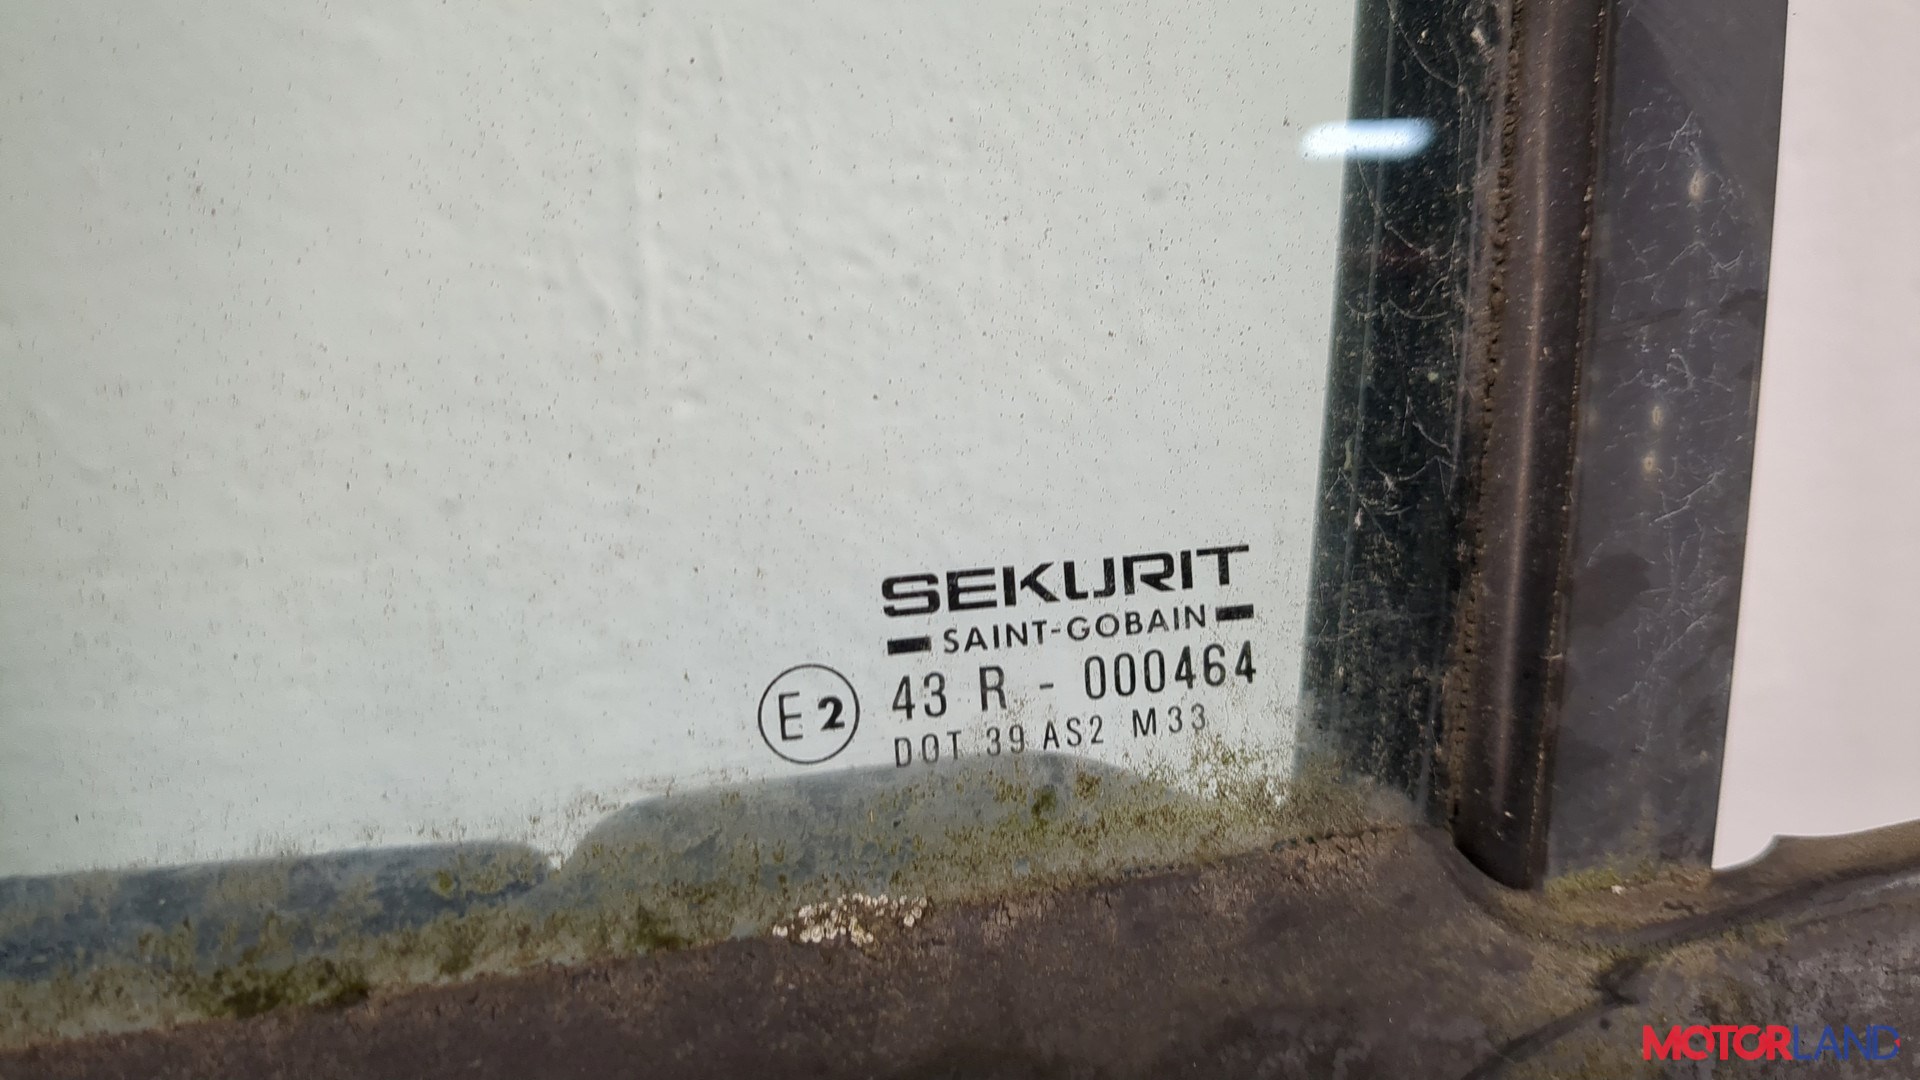 SEKURIT
SAINT-GOBAIN
E2 43 R - 000464
DOT 39 AS2 M33
MOTORLAND